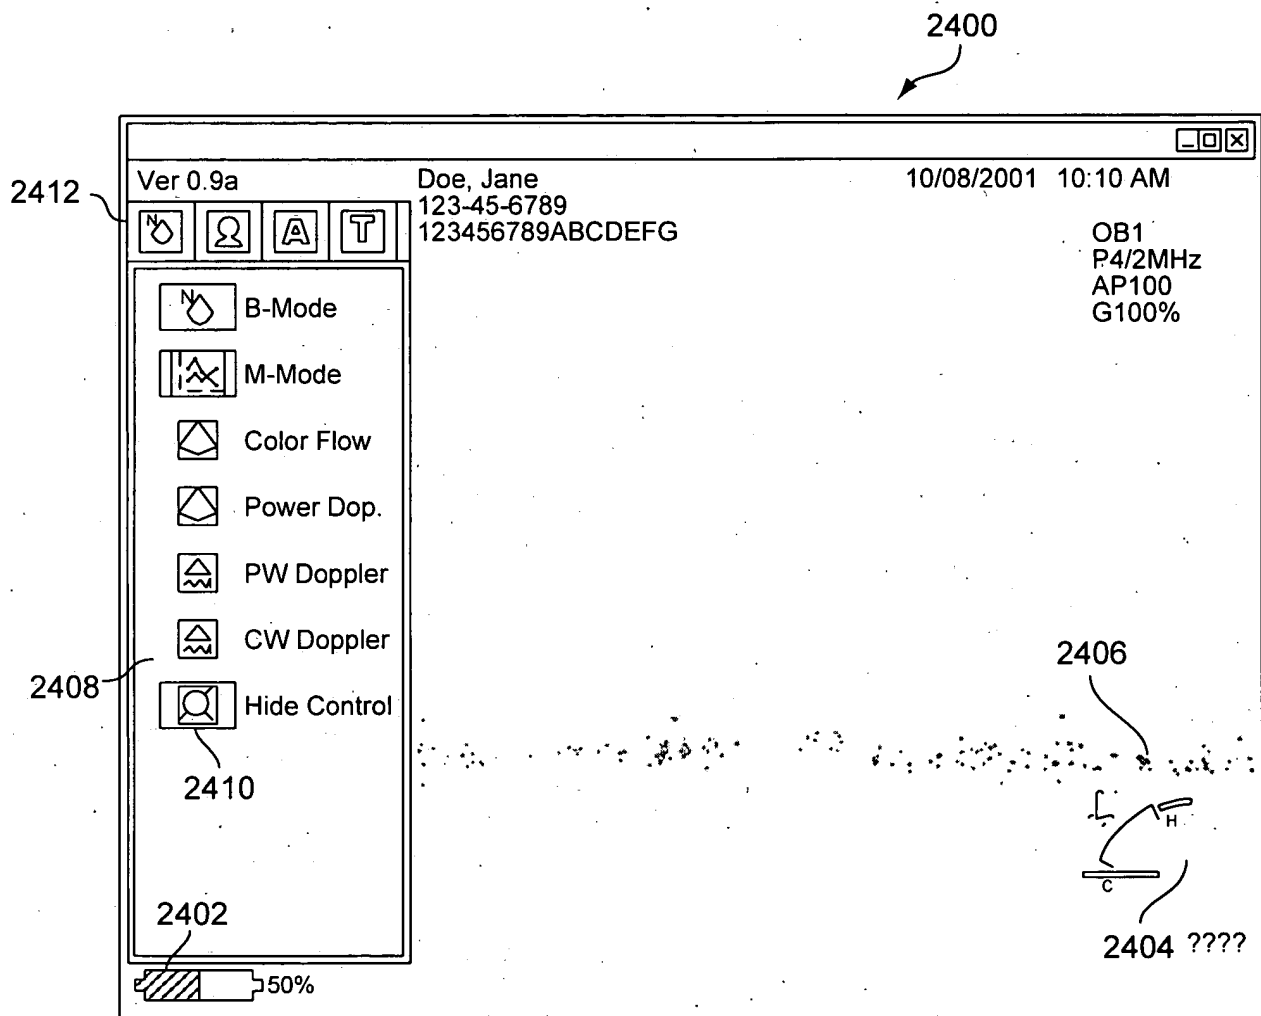 2400
Ver 0.9a
Doe, Jane
10/08/2001 10:10 AM
2412
123-45-6789
N
A
T
123456789ABCDEFG
OB1
P4/2MHz
AP100
G100%
N
B-Mode
M-Mode
Color Flow
Power Dop.
PW Doppler
CW Doppler
2406
2408
Hide Control
2410
H
C
2402
2404 ????
50%